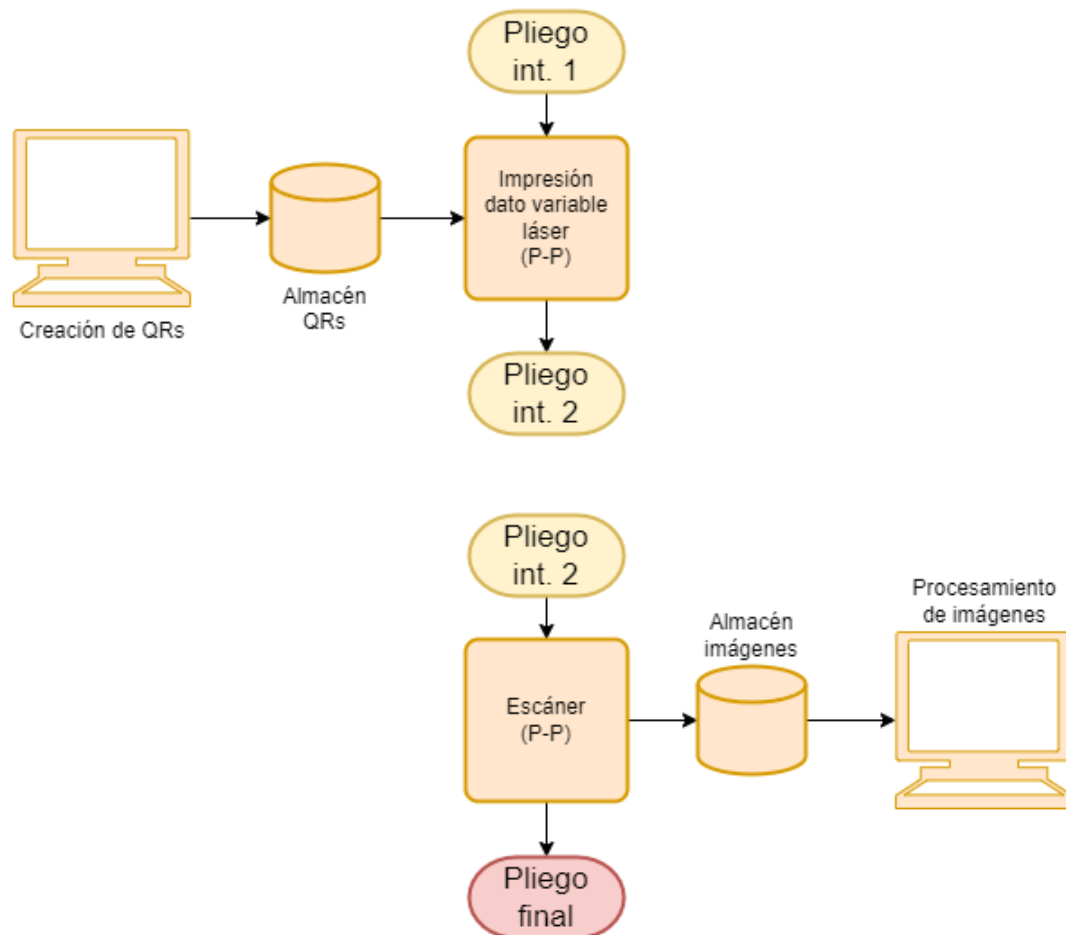 Pliego
int. 1
Impresión
dato variable
láser
(P-P)
Almacén
QRs
Creación de QRs
Pliego
int. 2
Pliego
int. 2
Procesamiento
de imágenes
Almacén
imágenes
Escáner
(P-P)
Pliego
final